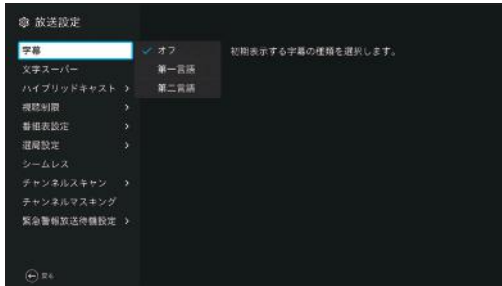 放送設定
字幕
オフ
初期表示する字幕の種類を選択します。
文字スーパー
第一言語
ハイブリッドキャスト
第二言語
視聴制限
番組表設定
選局設定
シームレス
チャンネルスキャン
チャンネルマスキング
緊急警報放送待機設定
戻る